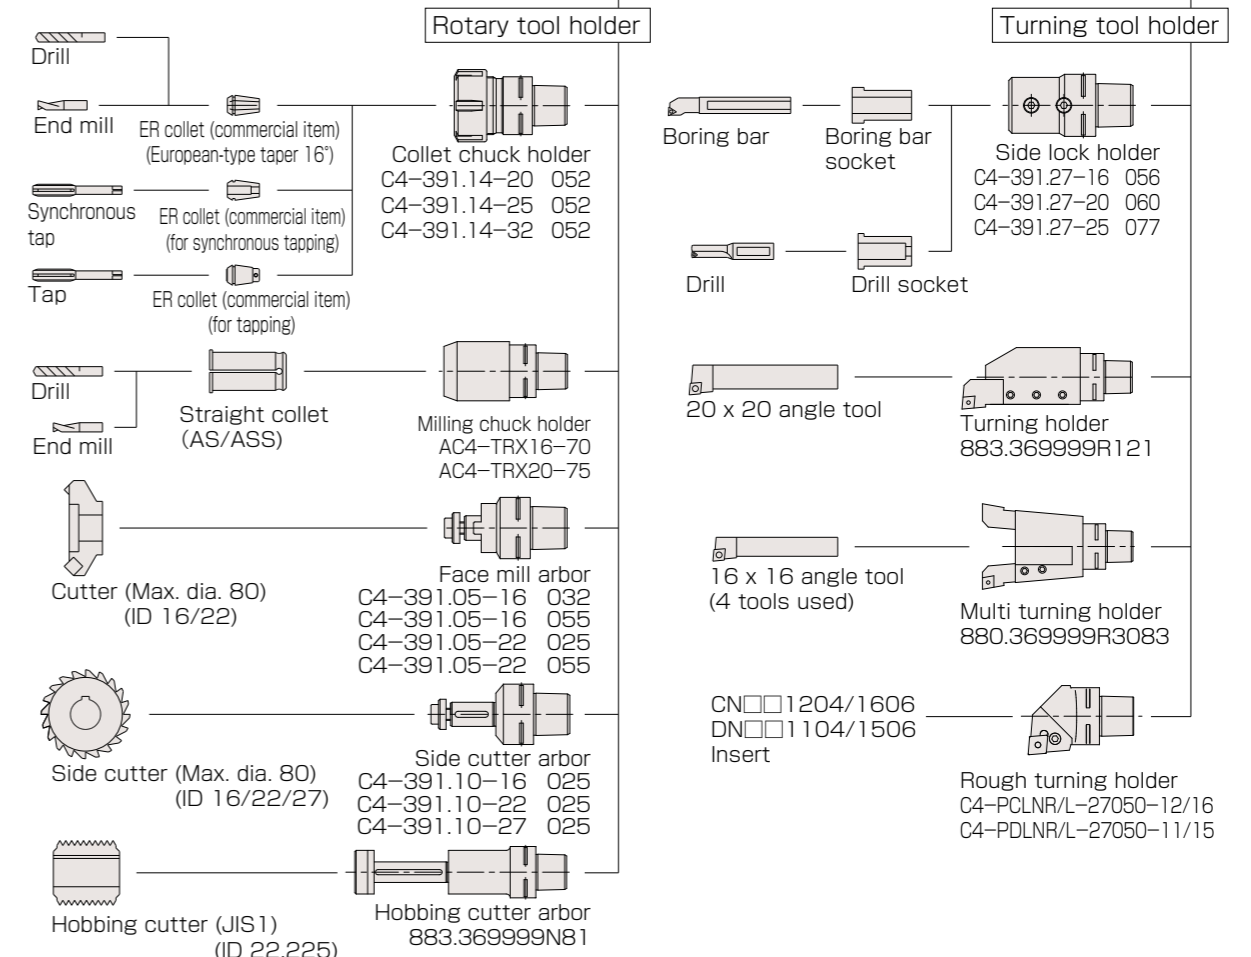 Rotary tool holder
Drill
End mill
ER collet (commercial item)
(European-type taper 16°)
Collet chuck holder
C4-391.14-20 052
C4-391.14-25 052
C4-391.14-32 052
Synchronous
tap
ER collet (commercial item)
(for synchronous tapping)
Tap
ER collet (commercial item)
(for tapping)
Drill
End mill
Straight collet
(AS/ASS)
Milling chuck holder
AC4-TRX16-70
AC4-TRX20-75
Cutter (Max. dia. 80)
(ID 16/22)
Face mill arbor
C4-391.05-16 032
C4-391.05-16 055
C4-391.05-22 025
C4-391.05-22 055
Side cutter (Max. dia. 80)
(ID 16/22/27)
Side cutter arbor
C4-391.10-16 025
C4-391.10-22 025
C4-391.10-27 025
Hobbing cutter (JIS1)
(ID 22.225)
Hobbing cutter arbor
883.369999N81
Turning tool holder
Boring bar
Boring bar
socket
Side lock holder
C4-391.27-16 056
C4-391.27-20 060
C4-391.27-25 077
Drill
Drill socket
20 x 20 angle tool
Turning holder
883.369999R121
16 x 16 angle tool
(4 tools used)
Multi turning holder
880.369999R3083
CN□□1204/1606
DN□□1104/1506
Insert
Rough turning holder
C4-PCLNR/L-27050-12/16
C4-PDLNR/L-27050-11/15